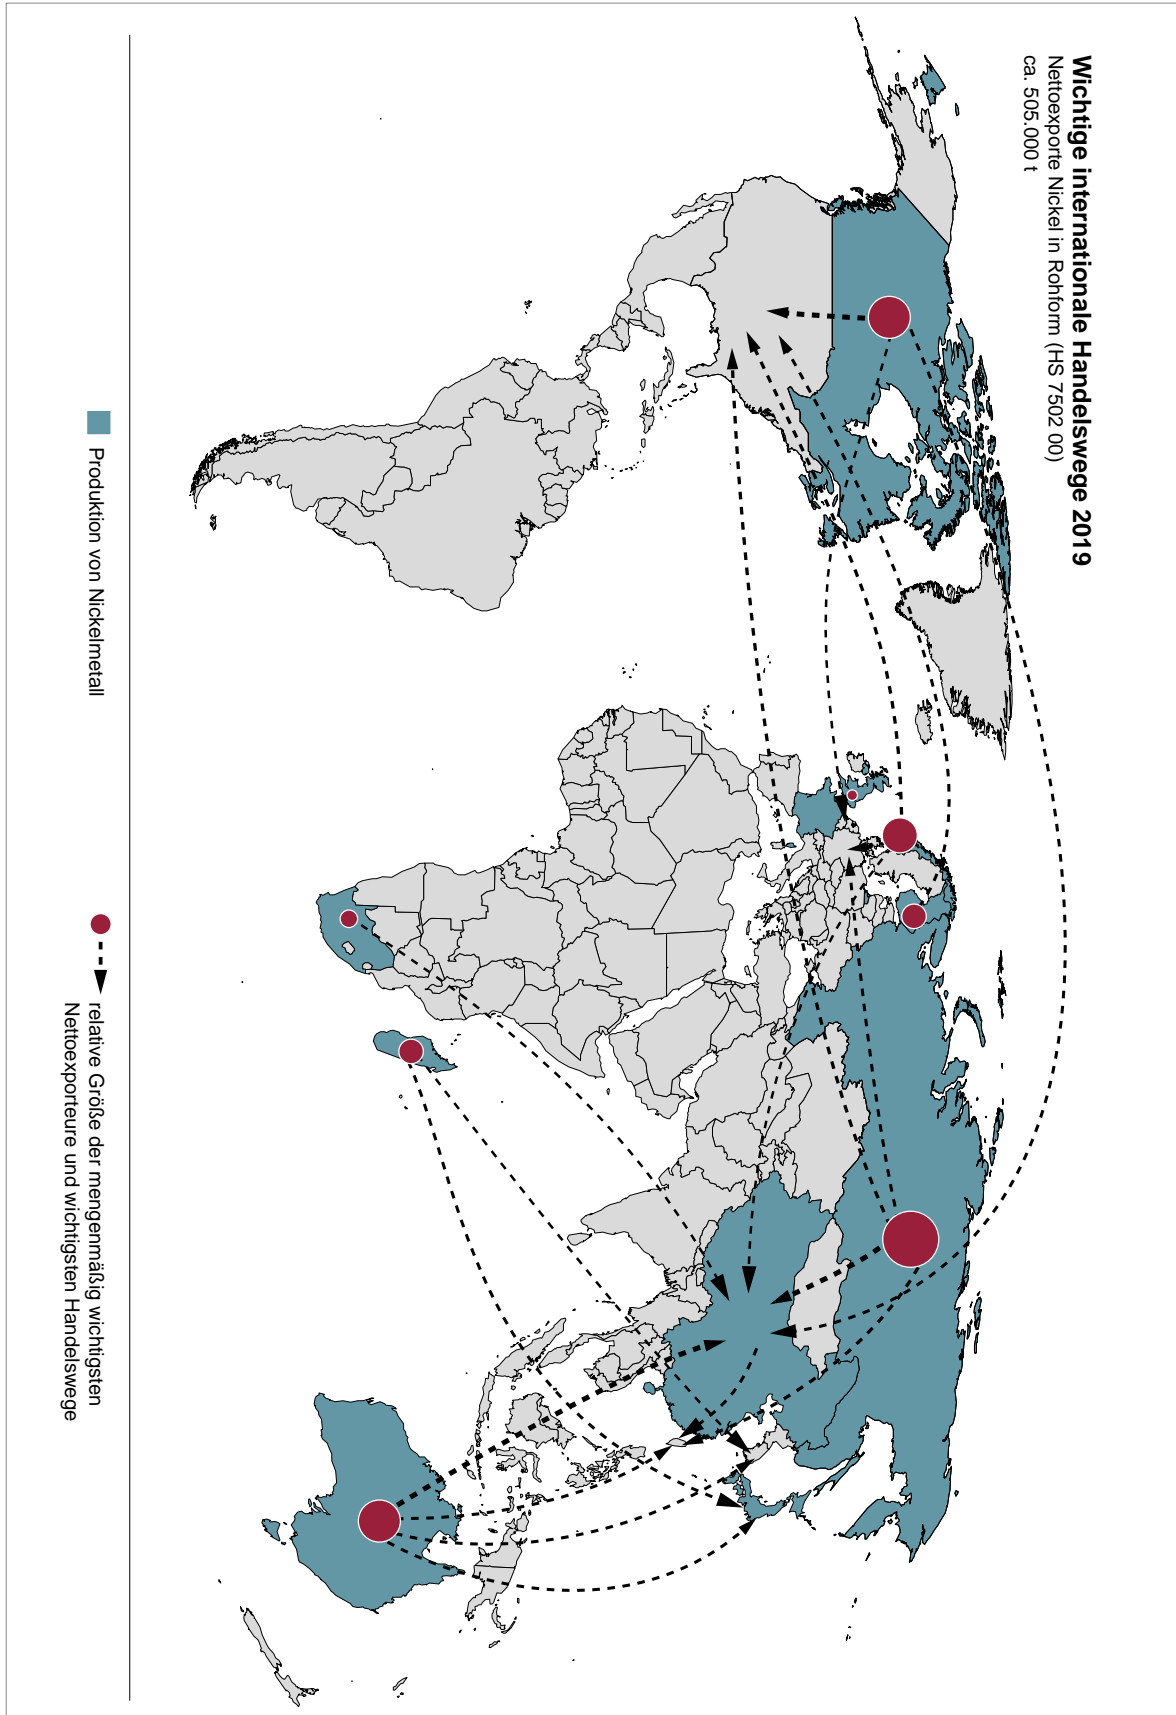 Wichtige internationale Handelswege 2019
Nettoexporte Nickel in Rohform (HS 7502 00)
ca. 505.000 t
Produktion von Nickelmetall
relative Größe der mengenmäßig wichtigsten
Nettoexporteure und wichtigsten Handelswege